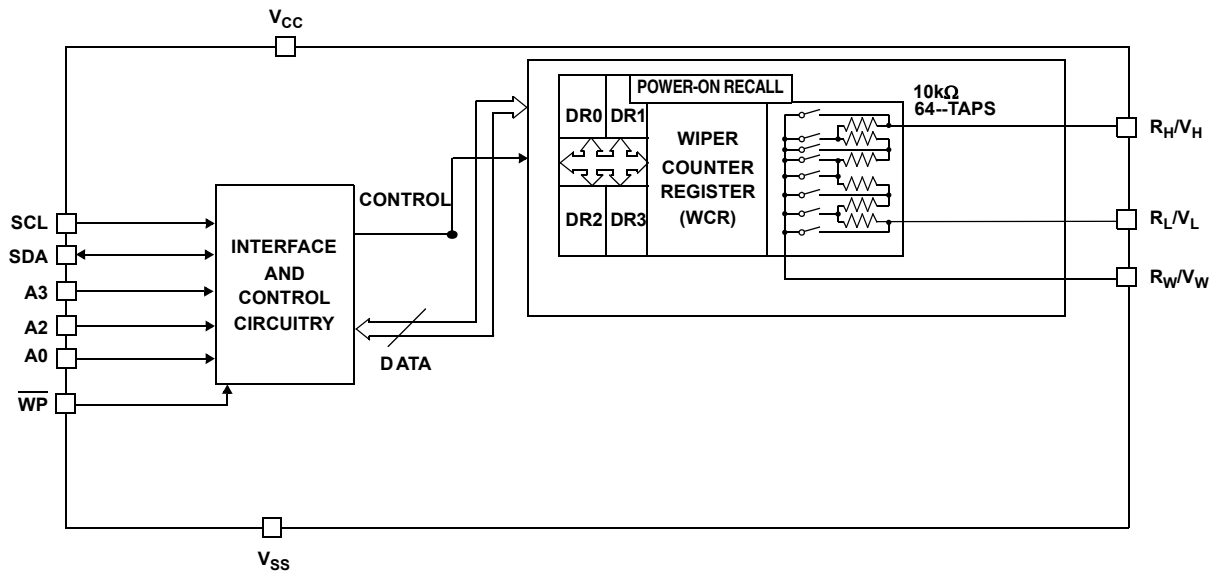 VCC
POWER-ON RECALL
10kΩ
64--TAPS
DR0 DR1
WIPER
COUNTER
REGISTER
(WCR)
DR2 DR3
RH/VH
RL/VL
RW/VW
CONTROL
SCL
SDA
A3
A2
A0
WP
INTERFACE
AND
CONTROL
CIRCUITRY
DATA
VSS